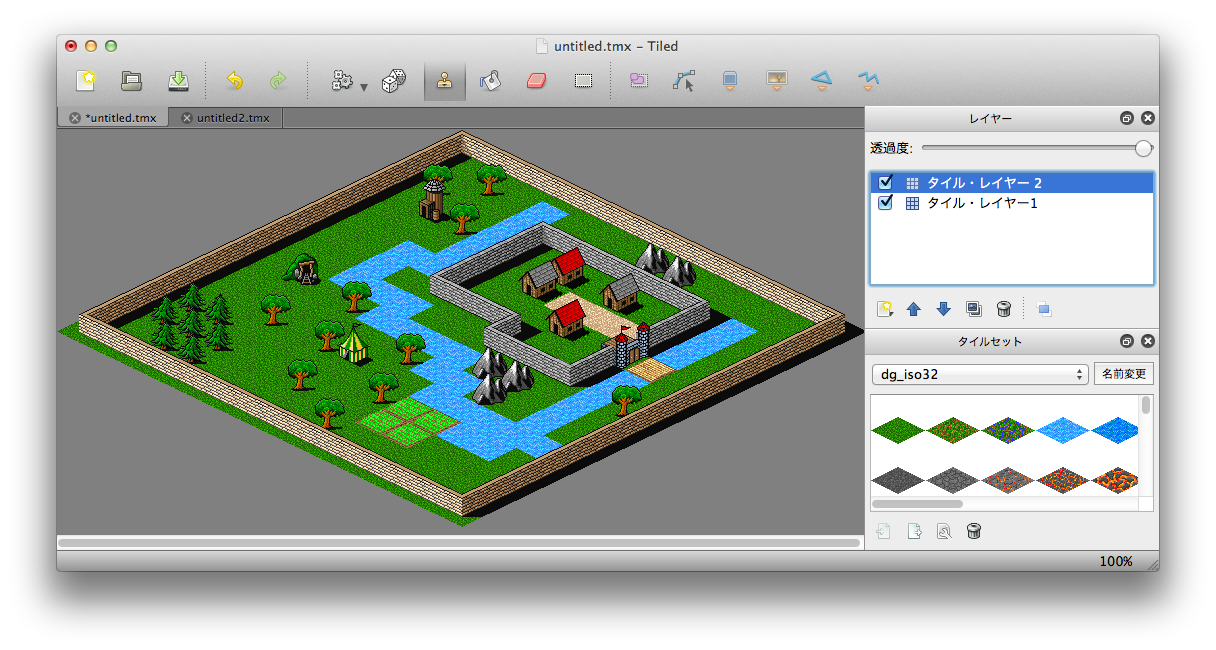 untitled.tmx – Tiled
*untitled.tmx
untitled2.tmx
レイヤー
透過度:
タイル・レイヤー 2
タイル・レイヤー1
タイルセット
dg_iso32
名前変更
100%